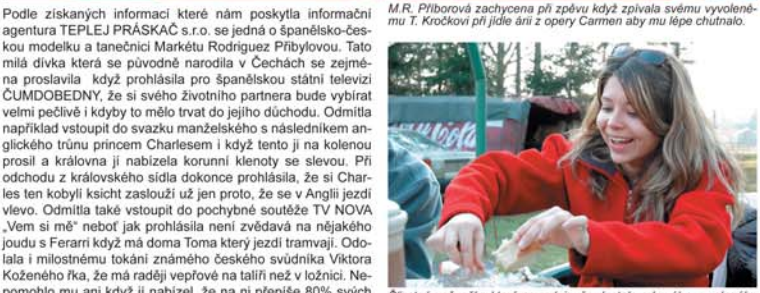 Podle získaných informací které nám poskytla informační
agentura TEPLEJ PRÁSKAČ s.r.o. se jedná o španělsko-čes-
kou modelku a tanečnici Markétu Rodriguez Přibylovou. Tato
milá dívka která se původně narodila v Čechách se zejmé-
na proslavila když prohlásila pro španělskou státní televizi
ČUMDOBEDNY, že si svého životního partnera bude vybírat
velmi pečlivě i kdyby to mělo trvat do jejího důchodu. Odmítla
například vstoupit do svazku manželského s následníkem an-
glického trůnu princem Charlesem i když tento ji na kolenou
prosil a královna jí nabízela korunní klenoty se slevou. Při
odchodu z královského sídla dokonce prohlásila, že si Char-
les ten kobylí ksicht zaslouží už jen proto, že se v Anglii jezdí
vlevo. Odmítla také vstoupit do pochybné soutěže TV NOVA
„Vem si mě“ neboť jak prohlásila není zvědavá na nějakého
joudu s Ferarri když má doma Toma který jezdí tramvají. Odo-
lala i milostnému tokání známého českého svůdníka Viktora
Koženého řka, že má raději vepřové na talíři než v ložnici. Ne-
pomohlo mu ani když jí nabízel, že na ni přepíše 80% svých
M.R. Příborová zachycena při zpěvu když zpívala svému vyvolené-
mu T. Kročkovi při jídle árii z opery Carmen aby mu lépe chutnalo.